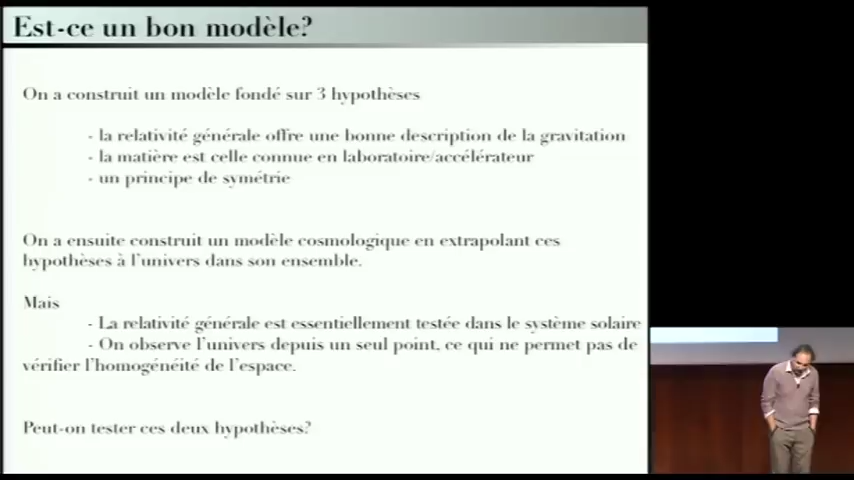 Est-ce un bon modèle?
On a construit un modèle fondé sur 3 hypothèses
- la relativité générale offre une bonne description de la gravitation
- la matière est celle connue en laboratoire/accélérateur
- un principe de symétrie
On a ensuite construit un modèle cosmologique en extrapolant ces
hypothèses à l'univers dans son ensemble.
Mais
- La relativité générale est essentiellement testée dans le système solaire
- On observe l'univers depuis un seul point, ce qui ne permet pas de
vérifier l'homogénéité de l'espace.
Peut-on tester ces deux hypothèses?